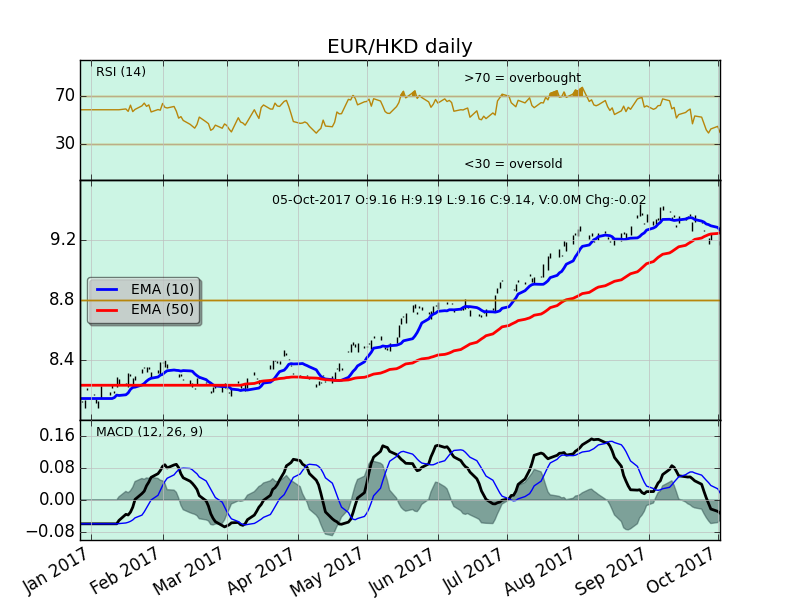 EUR/HKD daily
RSI (14)
>70 = overbought
70
30
<30 = oversold
05-Oct-2017 O:9.16 H:9.19 L:9.16 C:9.14, V:0.0M Chg:-0.02
9.2
8.8
8.4
EMA (10)
EMA (50)
MACD (12, 26, 9)
0.16
0.08
0.00
−0.08
Jan 2017
Feb 2017
Mar 2017
Apr 2017
May 2017
Jun 2017
Jul 2017
Aug 2017
Sep 2017
Oct 2017